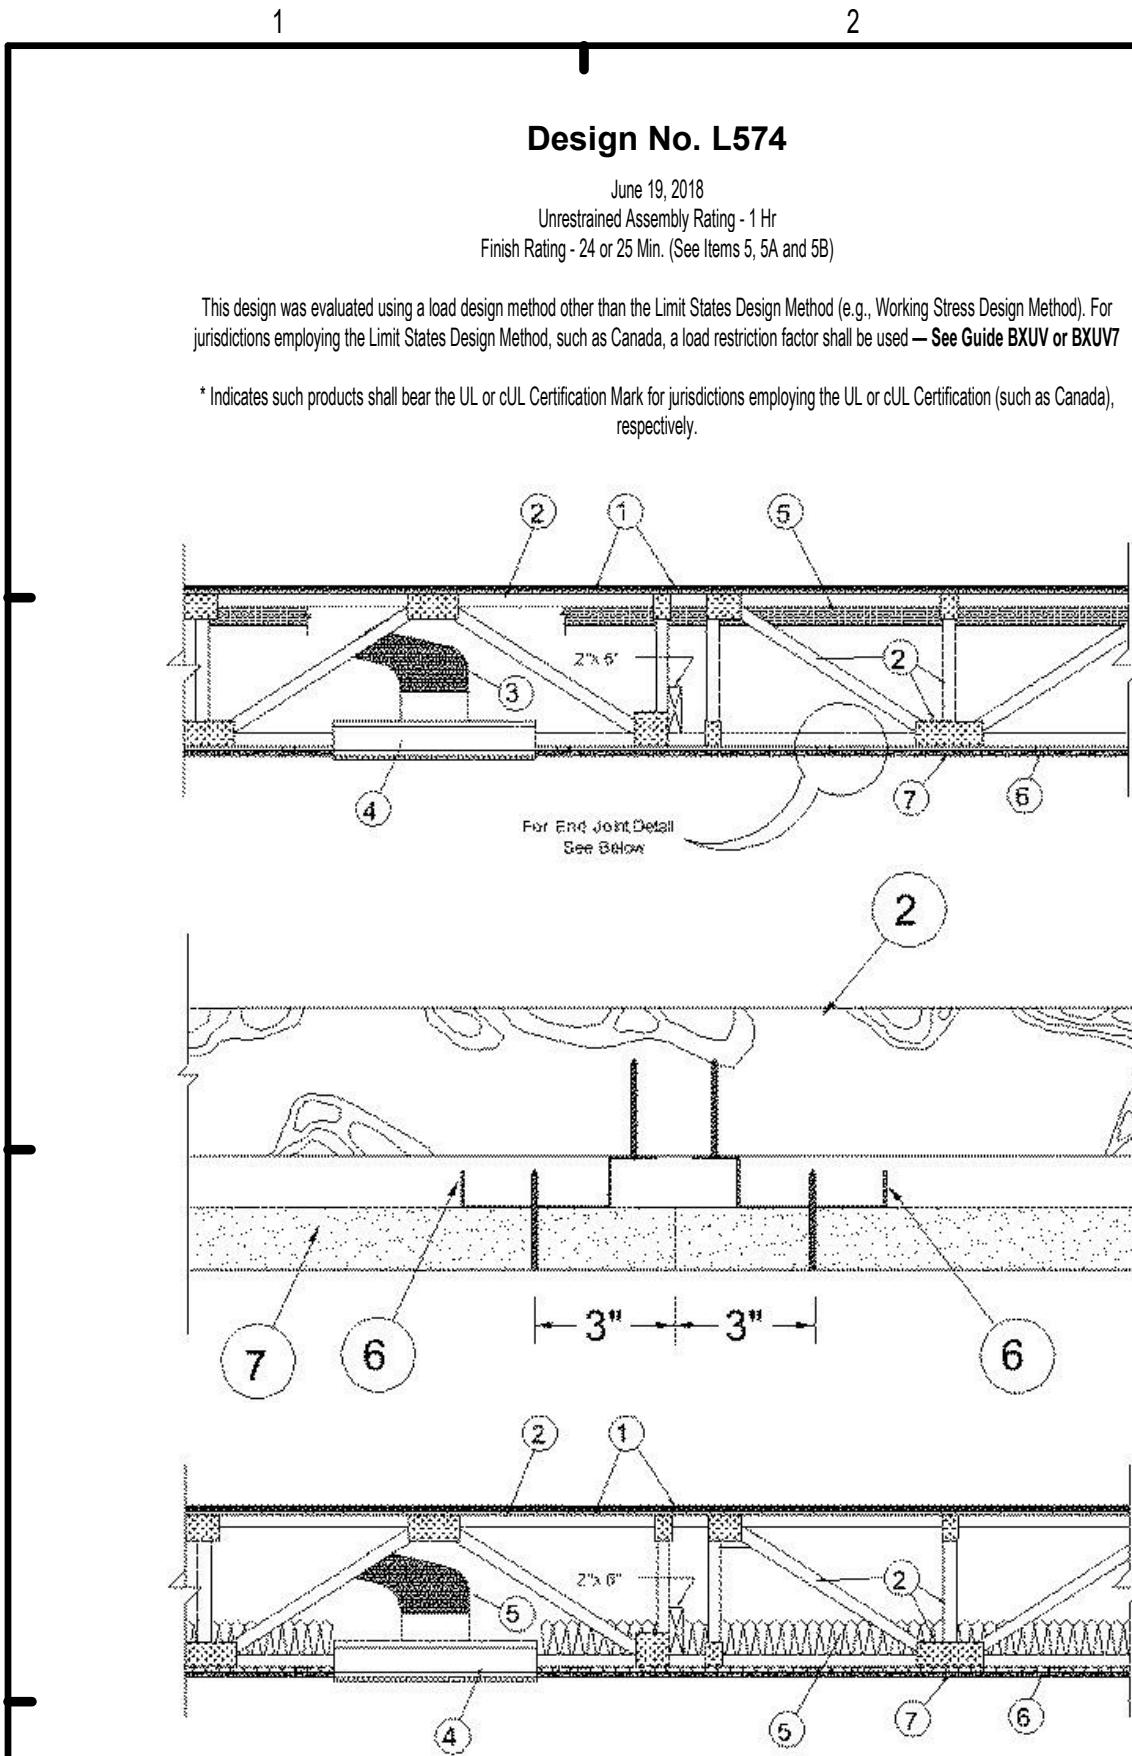 1 2
Design No. L574
June 19, 2018
Unrestrained Assembly Rating - 1 Hr
Finish Rating - 24 or 25 Min. (See Items 5, 5A and 5B)
This design was evaluated using a load design method other than the Limit States Design Method (e.g., Working Stress Design Method). For
jurisdictions employing the Limit States Design Method, such as Canada, a load restriction factor shall be used — See Guide BXUV or BXUV7
* Indicates such products shall bear the UL or cUL Certification Mark for jurisdictions employing the UL or cUL Certification (such as Canada),
respectively.
2 1 5
2"x 6"
2
3
4 7 6
For End Joint Detail
See Below
2
3" 3"
7 6 6
2 1
2"x 6"
2
5
4 5 7 6